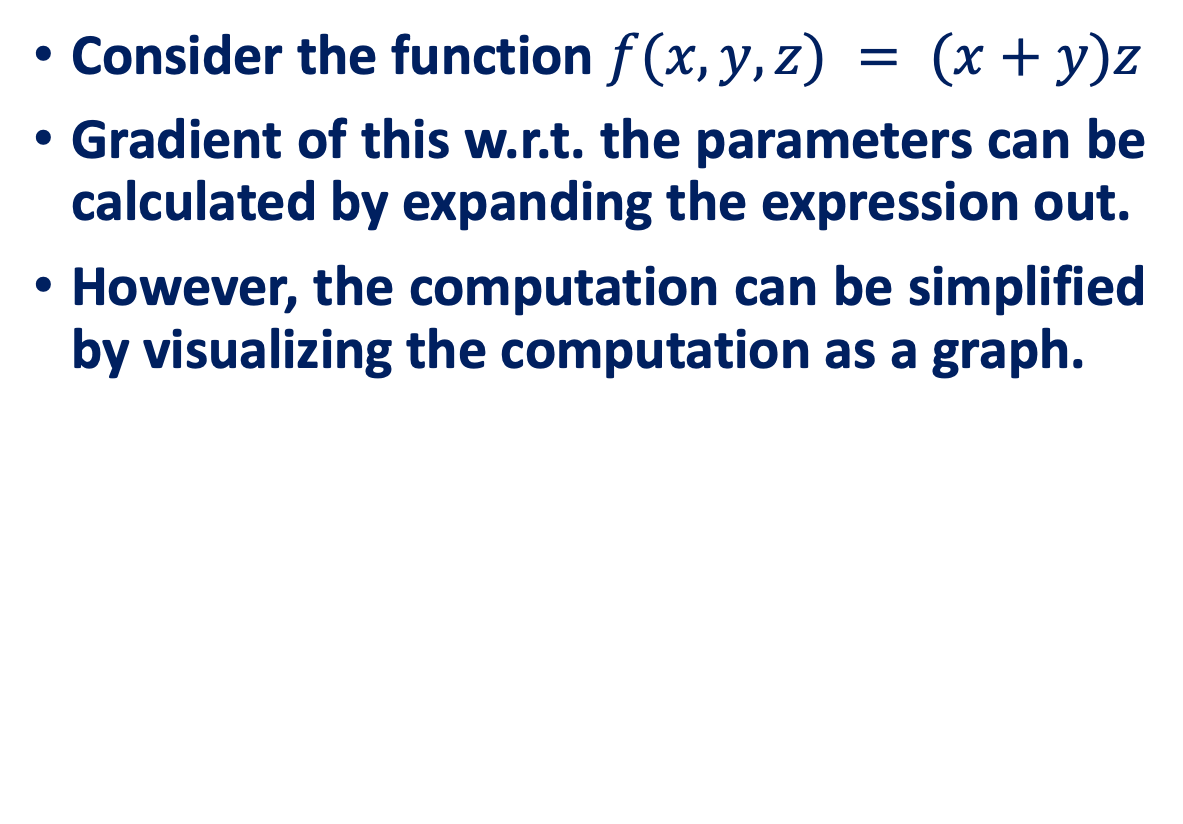 • Consider the function f(x, y, z) = (x + y)z
• Gradient of this w.r.t. the parameters can be
calculated by expanding the expression out.
• However, the computation can be simplified
by visualizing the computation as a graph.